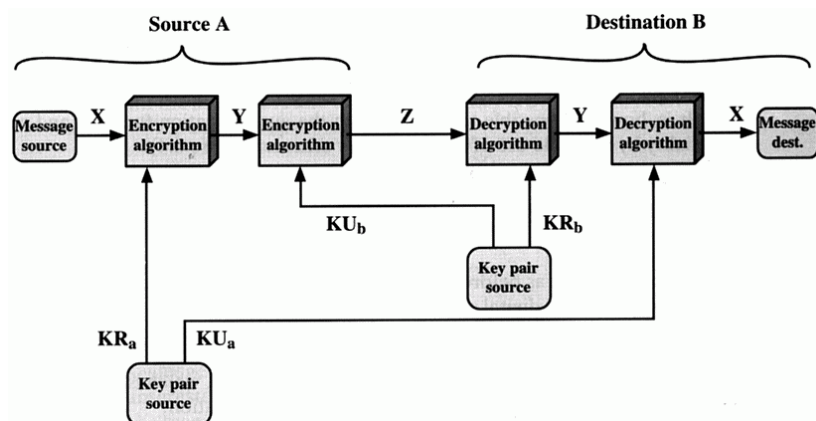 Source A
Destination B
Message
source
X
Encryption
algorithm
Y
Encryption
algorithm
Z
Decryption
algorithm
Y
Decryption
algorithm
X
Message
dest.
KUb
KRb
Key pair
source
KRa
KUa
Key pair
source